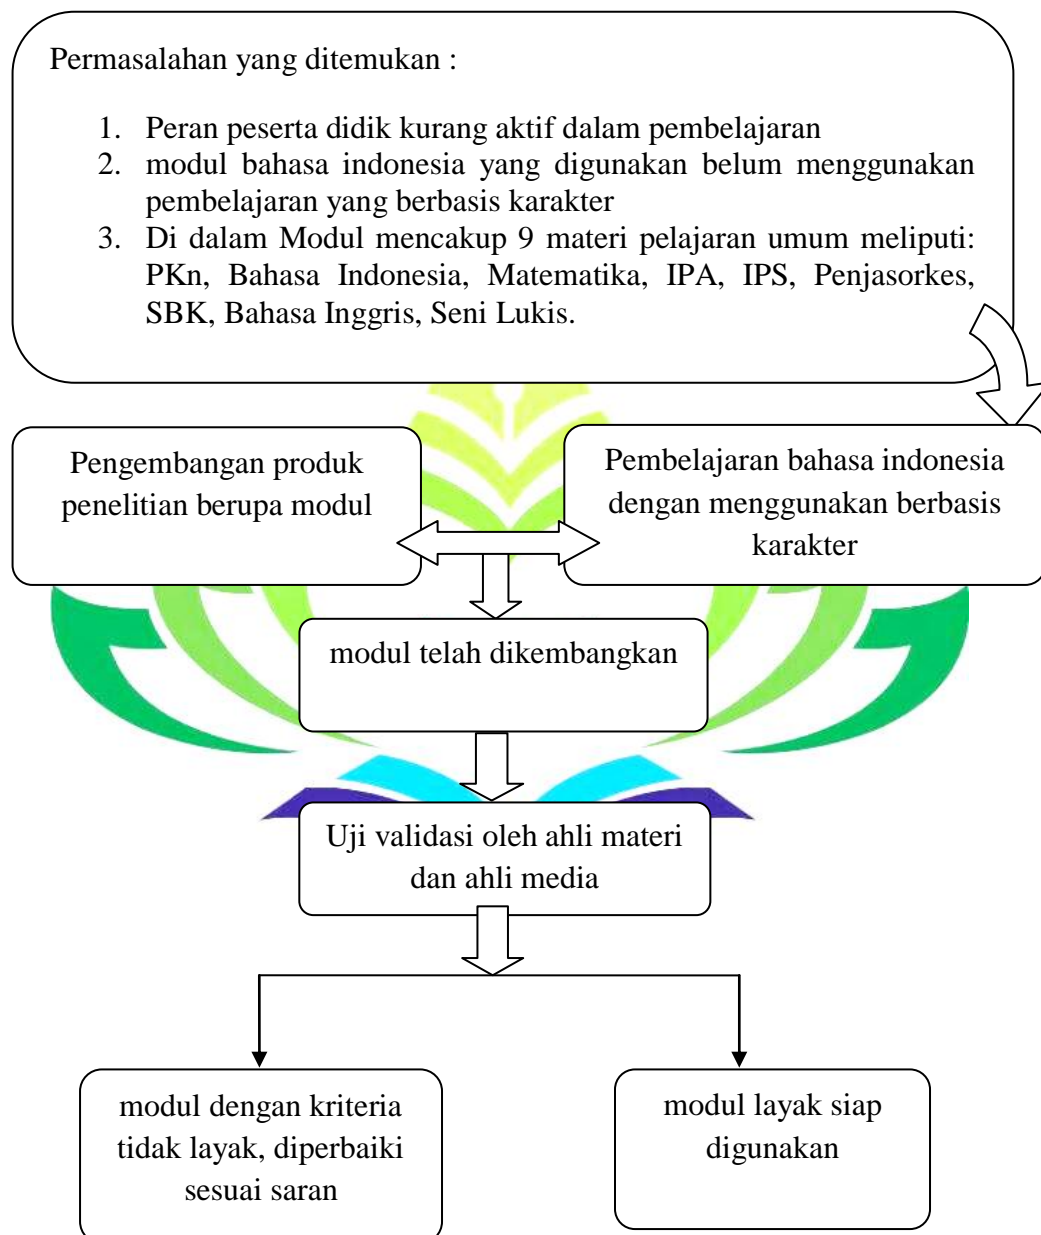 Permasalahan yang ditemukan :
1. Peran peserta didik kurang aktif dalam pembelajaran
2. modul bahasa indonesia yang digunakan belum menggunakan
pembelajaran yang berbasis karakter
3. Di dalam Modul mencakup 9 materi pelajaran umum meliputi:
PKn, Bahasa Indonesia, Matematika, IPA, IPS, Penjasorkes,
SBK, Bahasa Inggris, Seni Lukis.
Pengembangan produk
penelitian berupa modul
Pembelajaran bahasa indonesia
dengan menggunakan berbasis
karakter
modul telah dikembangkan
Uji validasi oleh ahli materi
dan ahli media
modul dengan kriteria
tidak layak, diperbaiki
sesuai saran
modul layak siap
digunakan